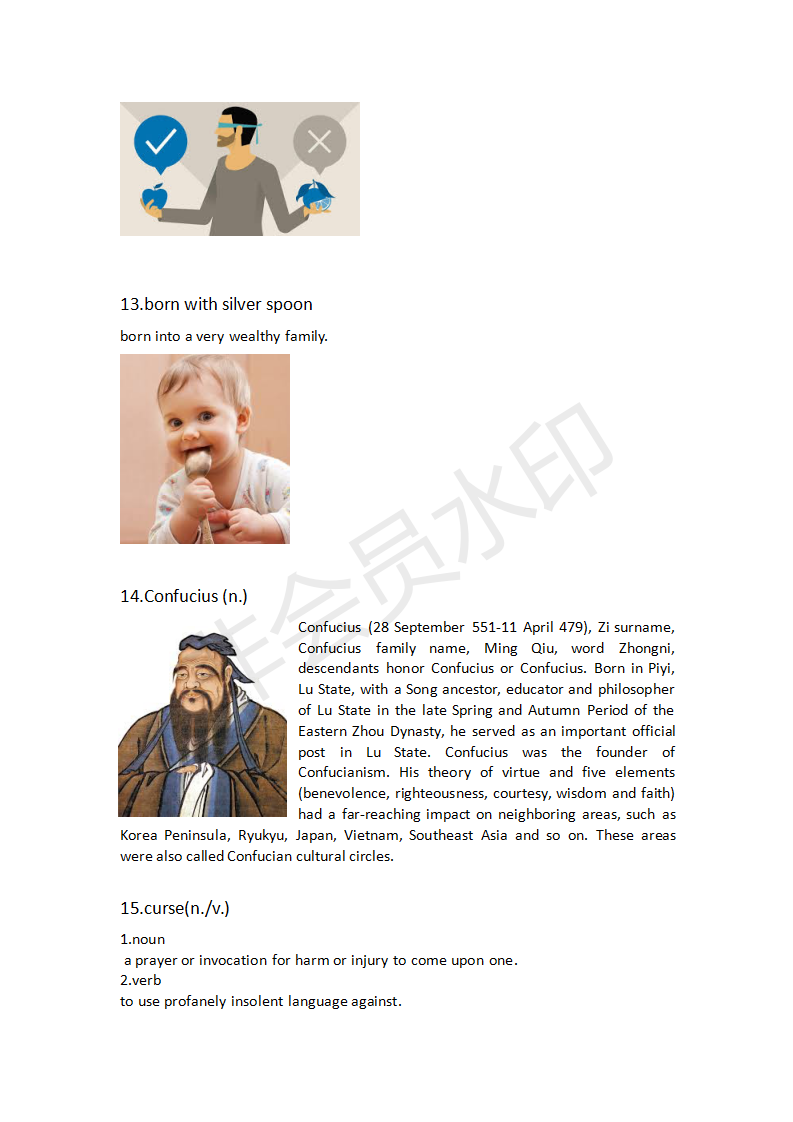 13.born with silver spoon
born into a very wealthy family.
14.Confucius (n.)
Confucius (28 September 551-11 April 479), Zi surname,
Confucius family name, Ming Qiu, word Zhongni,
descendants honor Confucius or Confucius. Born in Piyi,
Lu State, with a Song ancestor, educator and philosopher
of Lu State in the late Spring and Autumn Period of the
Eastern Zhou Dynasty, he served as an important official
post in Lu State. Confucius was the founder of
Confucianism. His theory of virtue and five elements
(benevolence, righteousness, courtesy, wisdom and faith)
had a far-reaching impact on neighboring areas, such as
Korea Peninsula, Ryukyu, Japan, Vietnam, Southeast Asia and so on. These areas
were also called Confucian cultural circles.
15.curse(n./v.)
1.noun
a prayer or invocation for harm or injury to come upon one.
2.verb
to use profanely insolent language against.
非会员水印